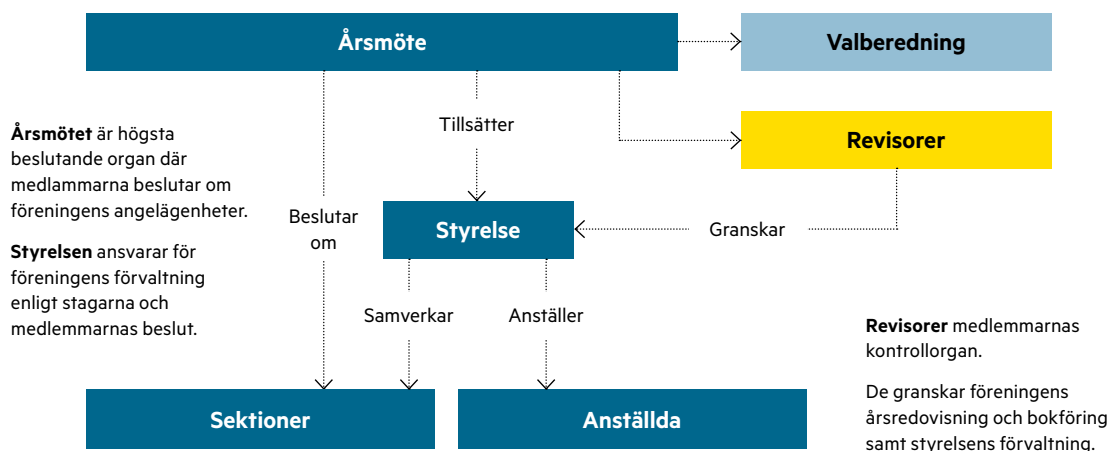 Årsmöte
Valberedning
Årsmötet är högsta
beslutande organ där
medlammarna beslutar om
föreningens angelägenheter.
Styrelsen ansvarar för
föreningens förvaltning
enligt stagarna och
medlemmarnas beslut.
Tillsätter
Revisorer
Beslutar
om
Styrelse
Granskar
Samverkar
Anställer
Sektioner
Anställda
Revisorer medlemmarnas
kontrollorgan.
De granskar föreningens
årsredovisning och bokföring
samt styrelsens förvaltning.